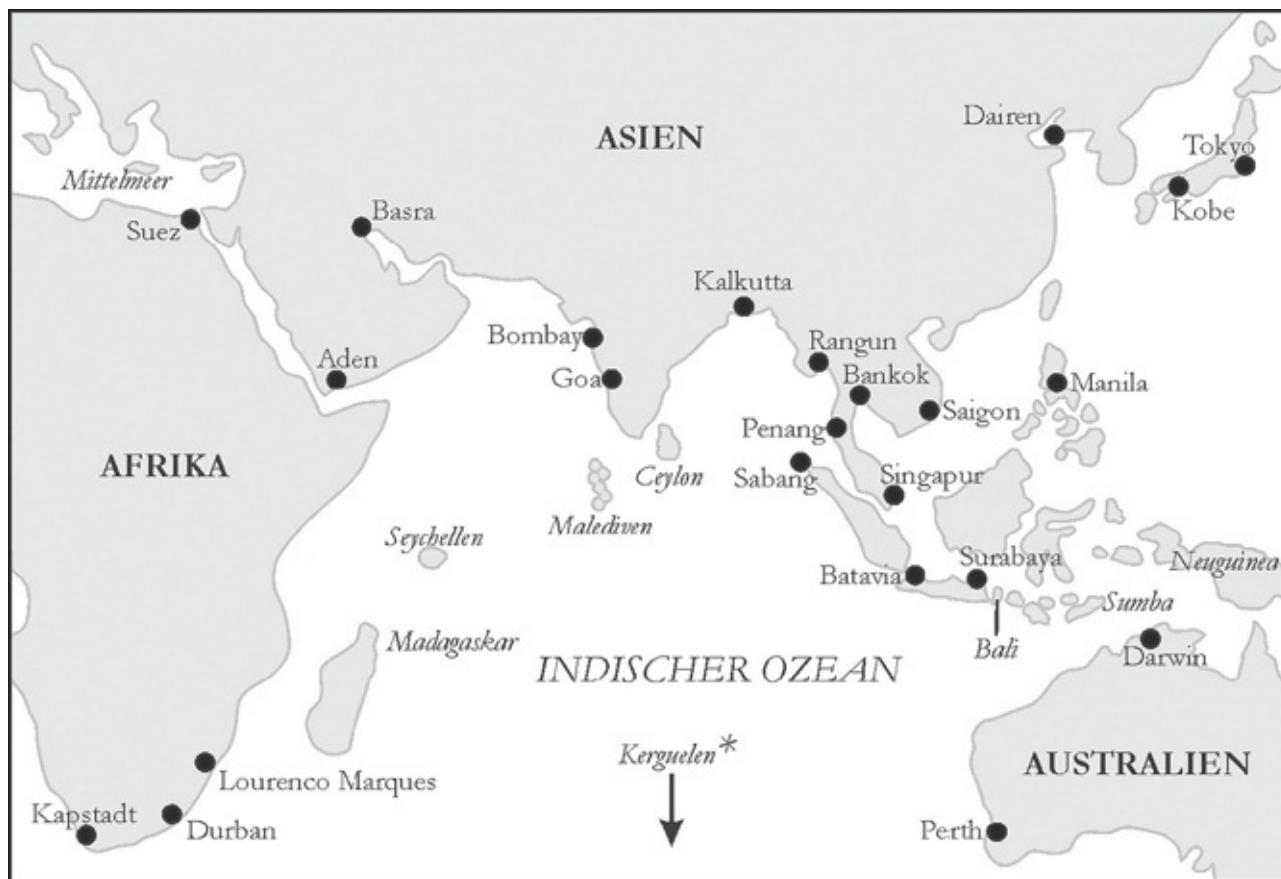 ASIEN
Dairen
Tokyo
Mittelmeer
Kobe
Basra
Suez
Kalkutta
Bombay
Rangun
Aden
Goa
Bankok
Manila
Saigon
Penang
AFRIKA
Ceylon
Sabang
Singapur
Malediven
Seychellen
Surabaya
Neuguinea
Batavia
Sumba
Madagaskar
Bali
Darwin
INDISCHER OZEAN
Kerguelen*
AUSTRALIEN
Lourenco Marques
Kapstadt
Durban
Perth